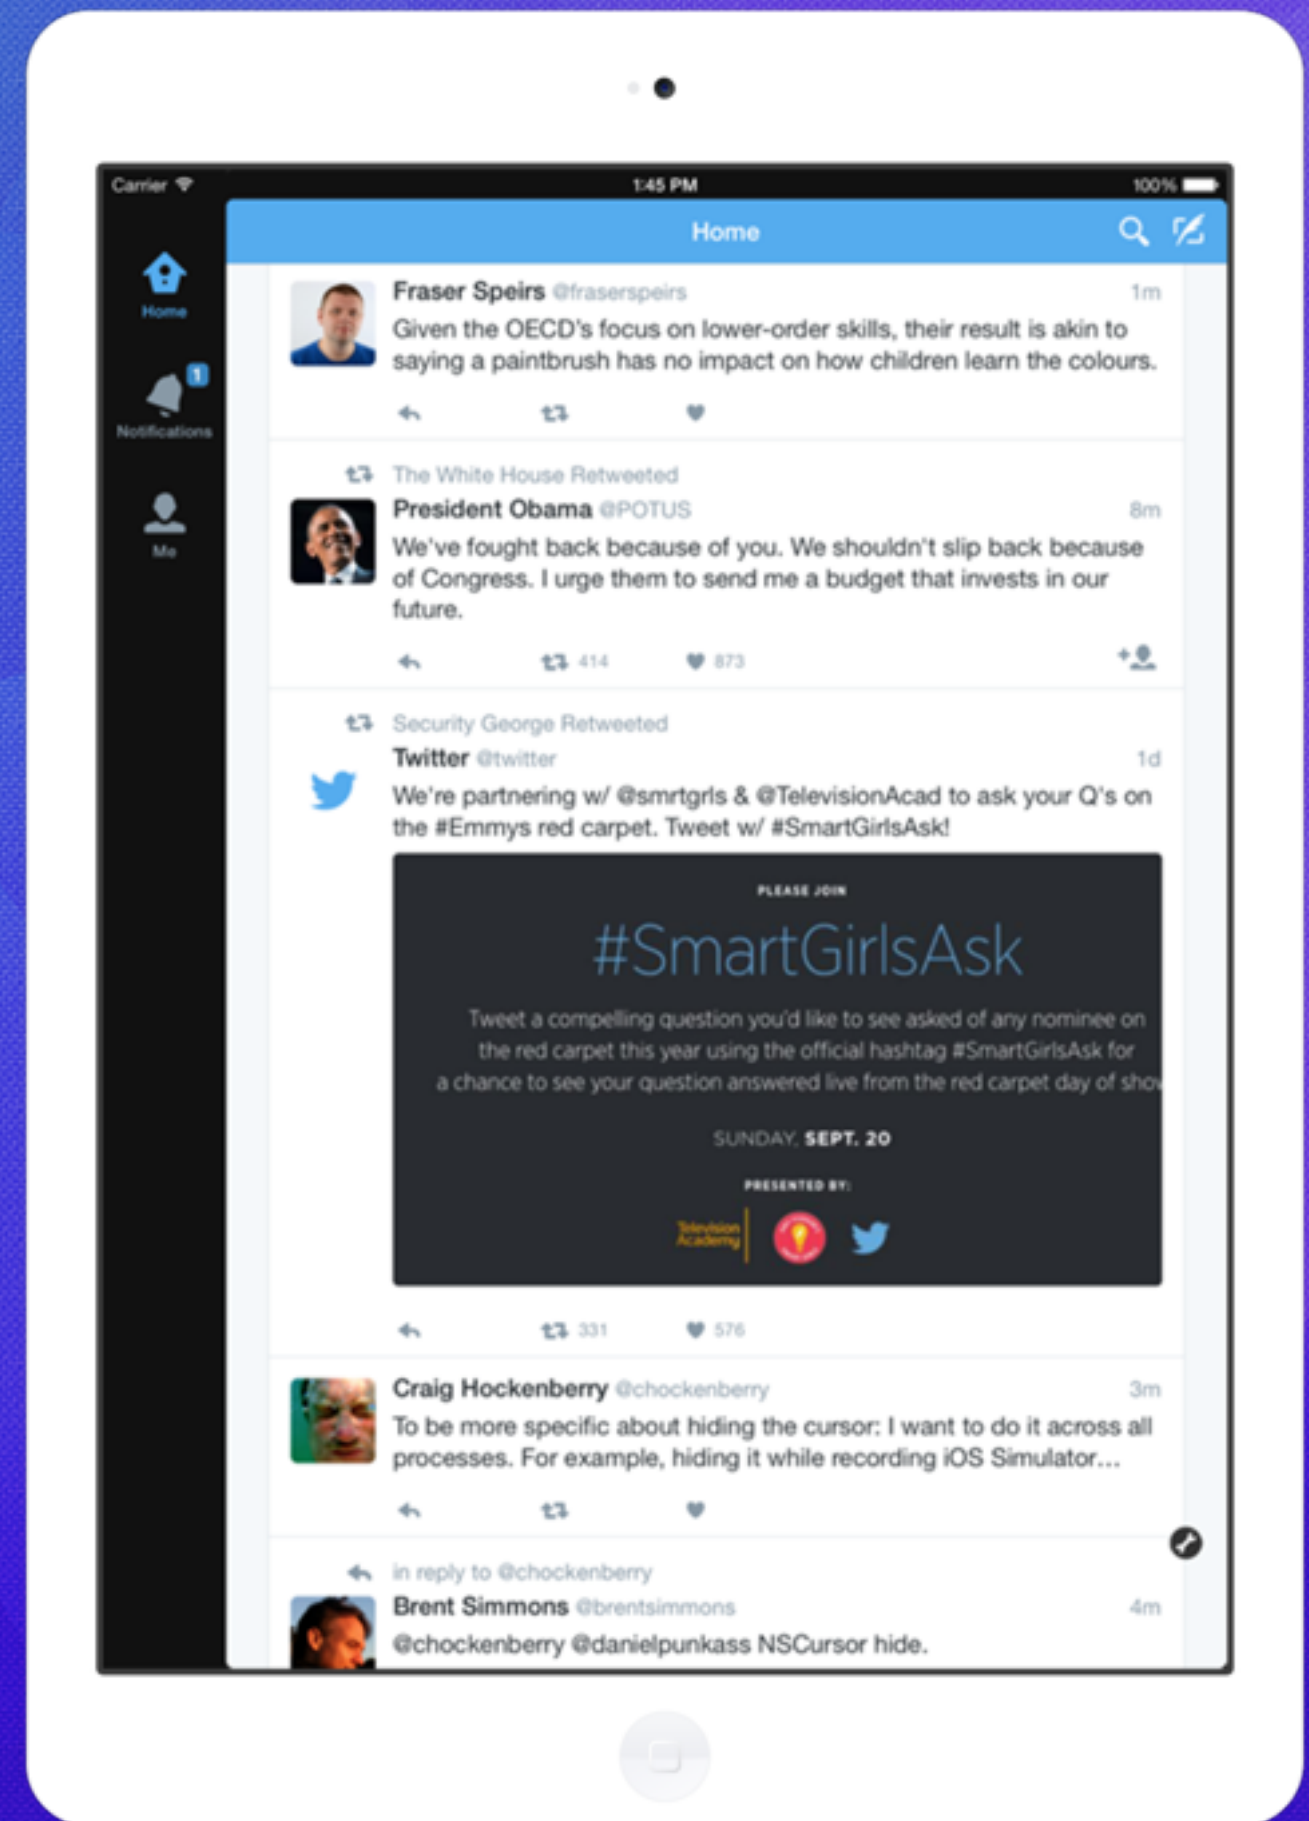 Carrier 1:45 PM 100%
Home
Home
Notifications
1
Me
Fraser Speirs @fraserspeirs 1m
Given the OECD's focus on lower-order skills, their result is akin to
saying a paintbrush has no impact on how children learn the colours.
The White House Retweeted
President Obama @POTUS 8m
We've fought back because of you. We shouldn't slip back because
of Congress. I urge them to send me a budget that invests in our
future.
414 873
Security George Retweeted
Twitter @twitter 1d
We're partnering w/ @smrtgrls & @TelevisionAcad to ask your Q's on
the #Emmys red carpet. Tweet w/ #SmartGirlsAsk!
PLEASE JOIN
#SmartGirlsAsk
Tweet a compelling question you'd like to see asked of any nominee on
the red carpet this year using the official hashtag #SmartGirlsAsk for
a chance to see your question answered live from the red carpet day of show
SUNDAY, SEPT. 20
PRESENTED BY:
Television
Academy
331 576
Craig Hockenberry @chockenberry 3m
To be more specific about hiding the cursor: I want to do it across all
processes. For example, hiding it while recording iOS Simulator…
in reply to @chockenberry
Brent Simmons @brentsimmons 4m
@chockenberry @danielpunkass NSCursor hide.